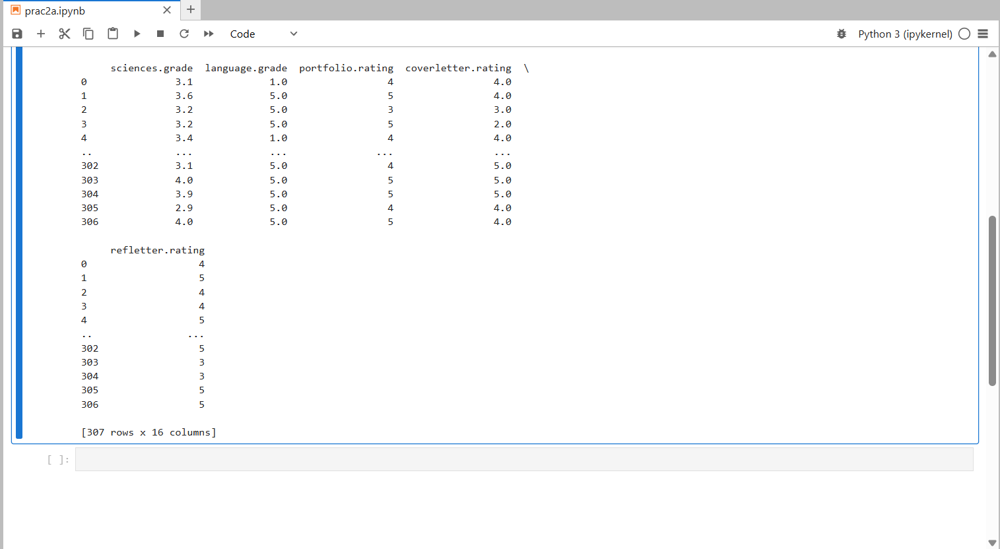 prac2a.ipynb
Code
Python 3 (ipykernel)
sciences.grade language.grade portfolio.rating coverletter.rating \
0 3.1 1.0 4 4.0
1 3.6 5.0 5 4.0
2 3.2 5.0 3 3.0
3 3.2 5.0 5 2.0
4 3.4 1.0 4 4.0
.. ... ... ... ...
302 3.1 5.0 4 5.0
303 4.0 5.0 5 5.0
304 3.9 5.0 5 5.0
305 2.9 5.0 4 4.0
306 4.0 5.0 5 4.0
refletter.rating
0 4
1 5
2 4
3 4
4 5
.. ...
302 5
303 3
304 3
305 5
306 5
[307 rows x 16 columns]
[ ]: